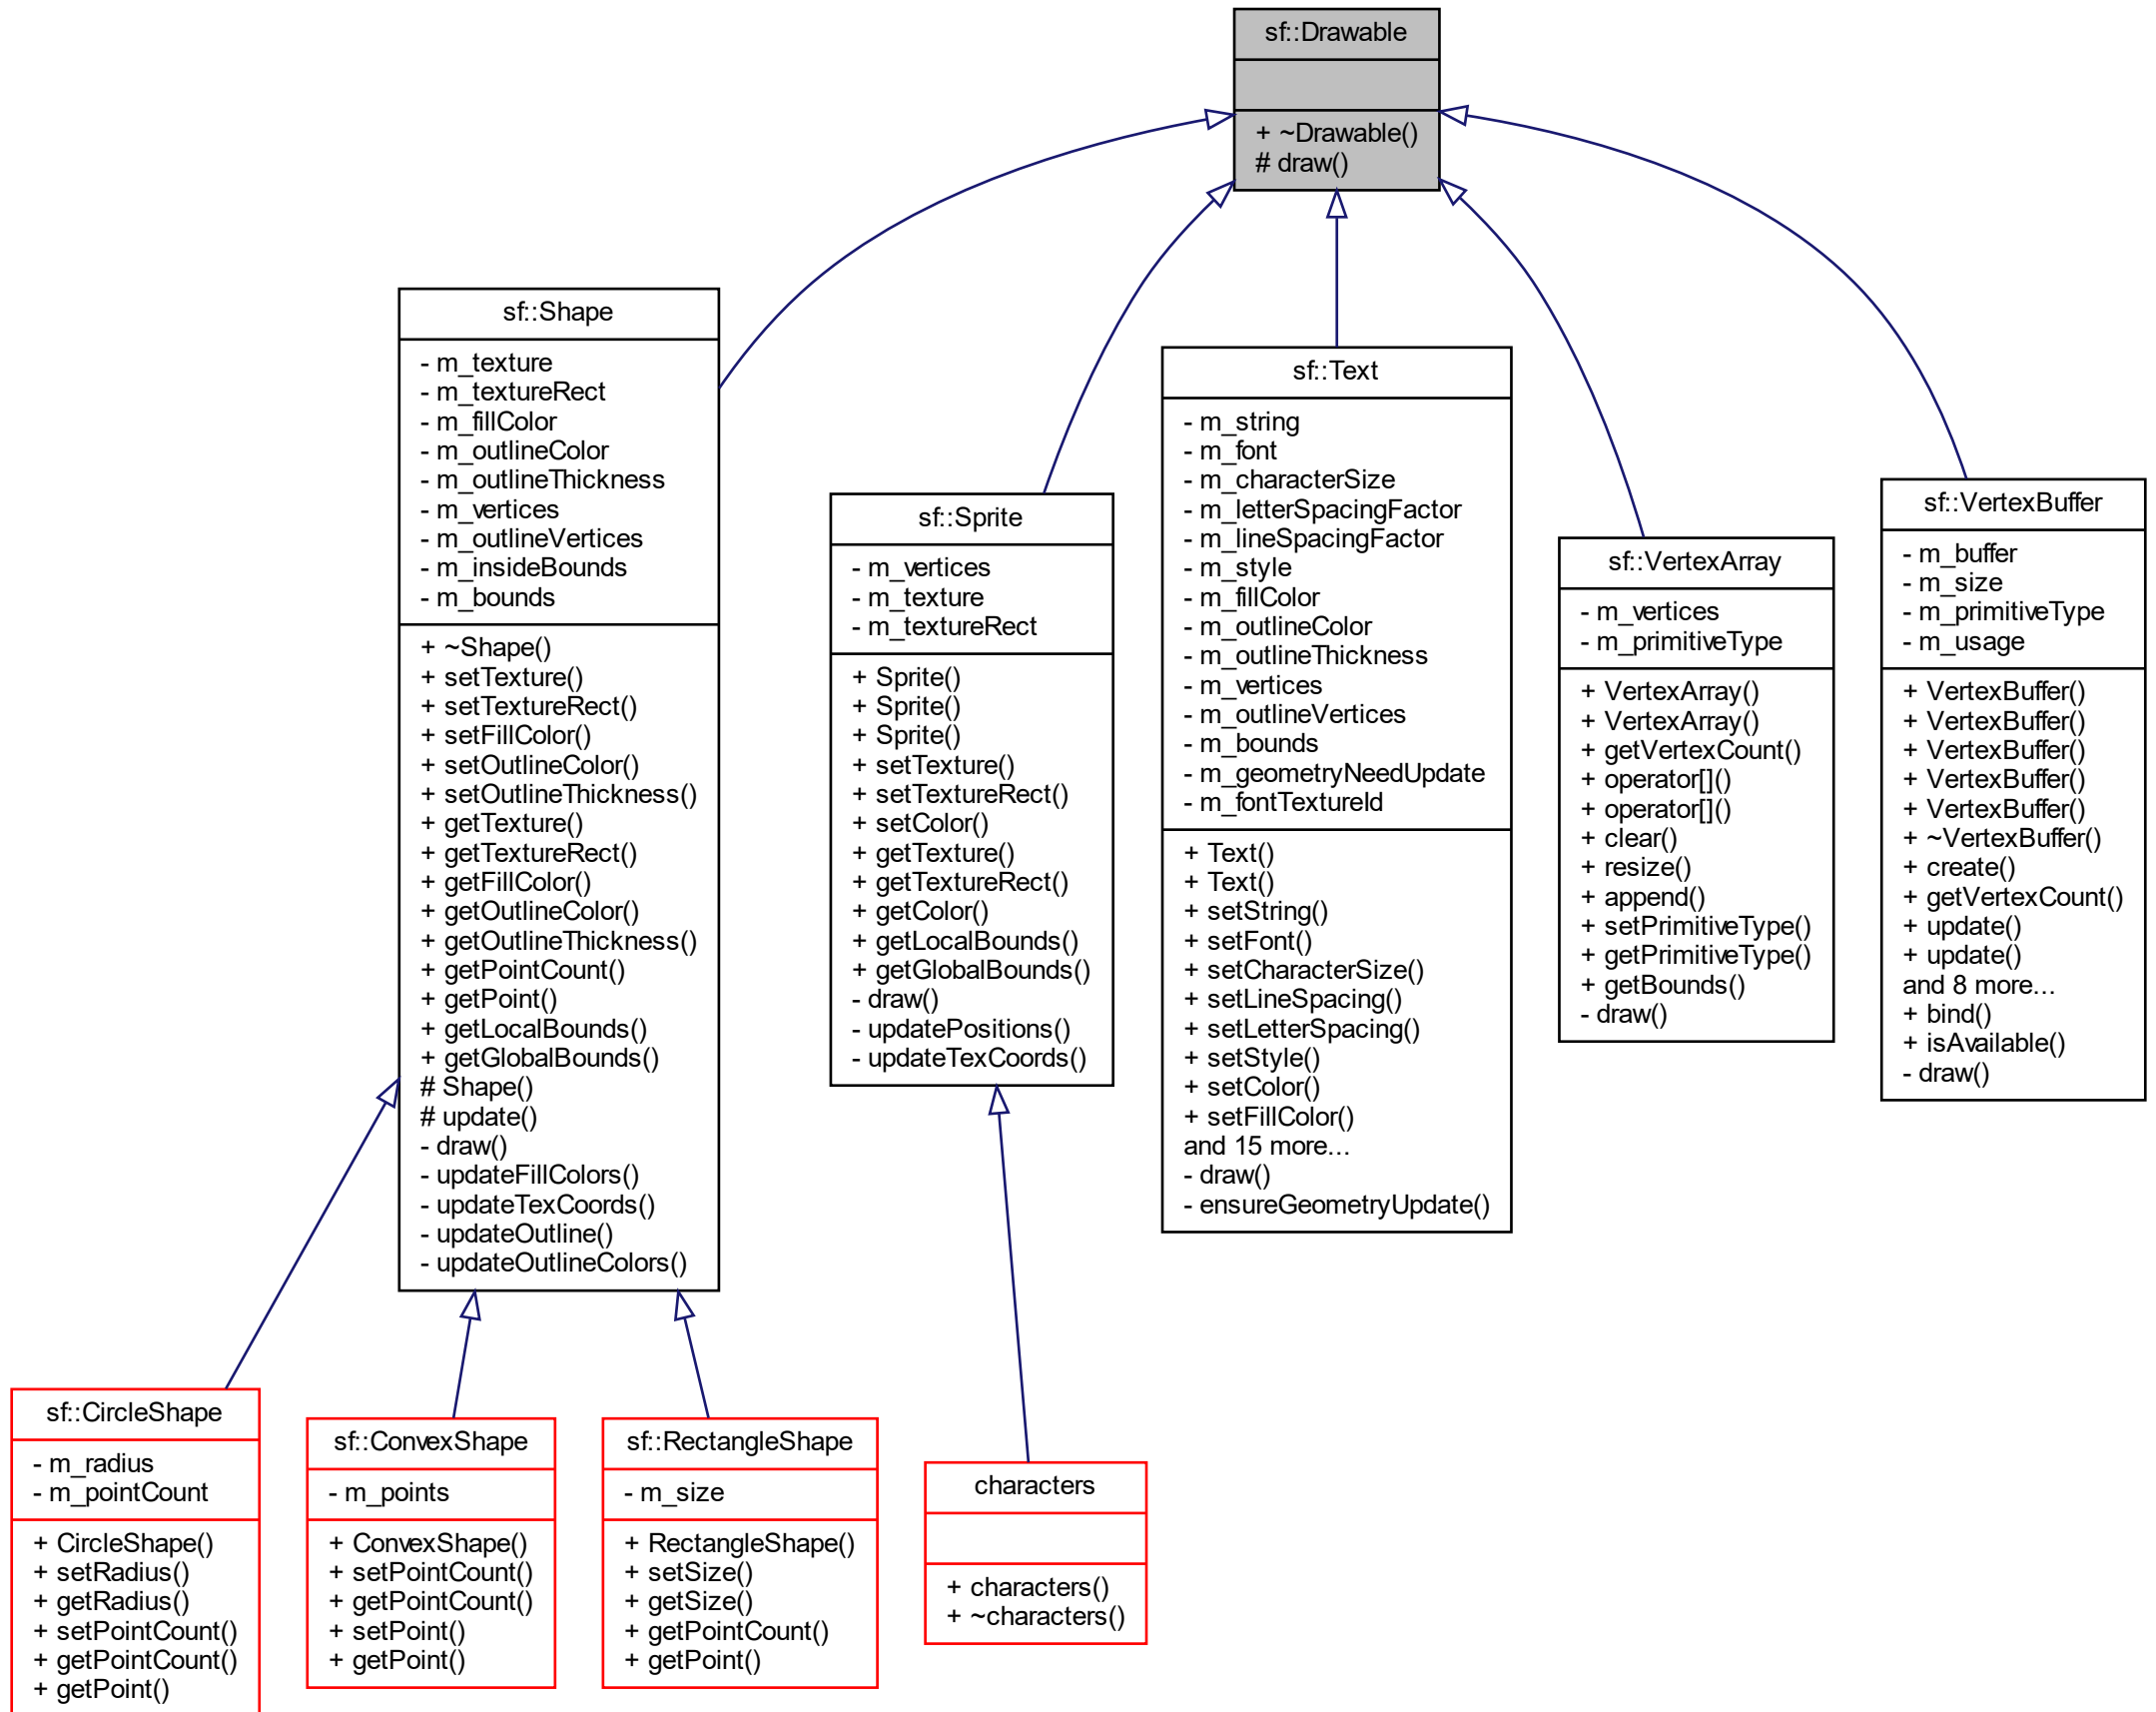 sf::Drawable
+ ~Drawable()
# draw()
sf::Shape
- m_texture
- m_textureRect
- m_fillColor
- m_outlineColor
- m_outlineThickness
- m_vertices
- m_outlineVertices
- m_insideBounds
- m_bounds
+ ~Shape()
+ setTexture()
+ setTextureRect()
+ setFillColor()
+ setOutlineColor()
+ setOutlineThickness()
+ getTexture()
+ getTextureRect()
+ getFillColor()
+ getOutlineColor()
+ getOutlineThickness()
+ getPointCount()
+ getPoint()
+ getLocalBounds()
+ getGlobalBounds()
# Shape()
# update()
- draw()
- updateFillColors()
- updateTexCoords()
- updateOutline()
- updateOutlineColors()
sf::Sprite
- m_vertices
- m_texture
- m_textureRect
+ Sprite()
+ Sprite()
+ Sprite()
+ setTexture()
+ setTextureRect()
+ setColor()
+ getTexture()
+ getTextureRect()
+ getColor()
+ getLocalBounds()
+ getGlobalBounds()
- draw()
- updatePositions()
- updateTexCoords()
sf::Text
- m_string
- m_font
- m_characterSize
- m_letterSpacingFactor
- m_lineSpacingFactor
- m_style
- m_fillColor
- m_outlineColor
- m_outlineThickness
- m_vertices
- m_outlineVertices
- m_bounds
- m_geometryNeedUpdate
- m_fontTextureId
+ Text()
+ Text()
+ setString()
+ setFont()
+ setCharacterSize()
+ setLineSpacing()
+ setLetterSpacing()
+ setStyle()
+ setColor()
+ setFillColor()
and 15 more...
- draw()
- ensureGeometryUpdate()
sf::VertexArray
- m_vertices
- m_primitiveType
+ VertexArray()
+ VertexArray()
+ getVertexCount()
+ operator[]()
+ operator[]()
+ clear()
+ resize()
+ append()
+ setPrimitiveType()
+ getPrimitiveType()
+ getBounds()
- draw()
sf::VertexBuffer
- m_buffer
- m_size
- m_primitiveType
- m_usage
+ VertexBuffer()
+ VertexBuffer()
+ VertexBuffer()
+ VertexBuffer()
+ VertexBuffer()
+ ~VertexBuffer()
+ create()
+ getVertexCount()
+ update()
+ update()
and 8 more...
+ bind()
+ isAvailable()
- draw()
sf::CircleShape
- m_radius
- m_pointCount
+ CircleShape()
+ setRadius()
+ getRadius()
+ setPointCount()
+ getPointCount()
+ getPoint()
sf::ConvexShape
- m_points
+ ConvexShape()
+ setPointCount()
+ getPointCount()
+ setPoint()
+ getPoint()
sf::RectangleShape
- m_size
+ RectangleShape()
+ setSize()
+ getSize()
+ getPointCount()
+ getPoint()
characters
+ characters()
+ ~characters()